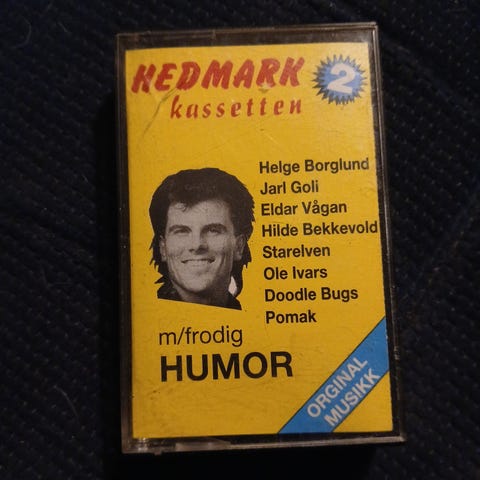 HEDMARK
kassetten
2
Helge Borglund
Jarl Goli
Eldar Vågan
Hilde Bekkevold
Starelven
Ole Ivars
Doodle Bugs
Pomak
m/frodig
HUMOR
ORGINAL
MUSIKK